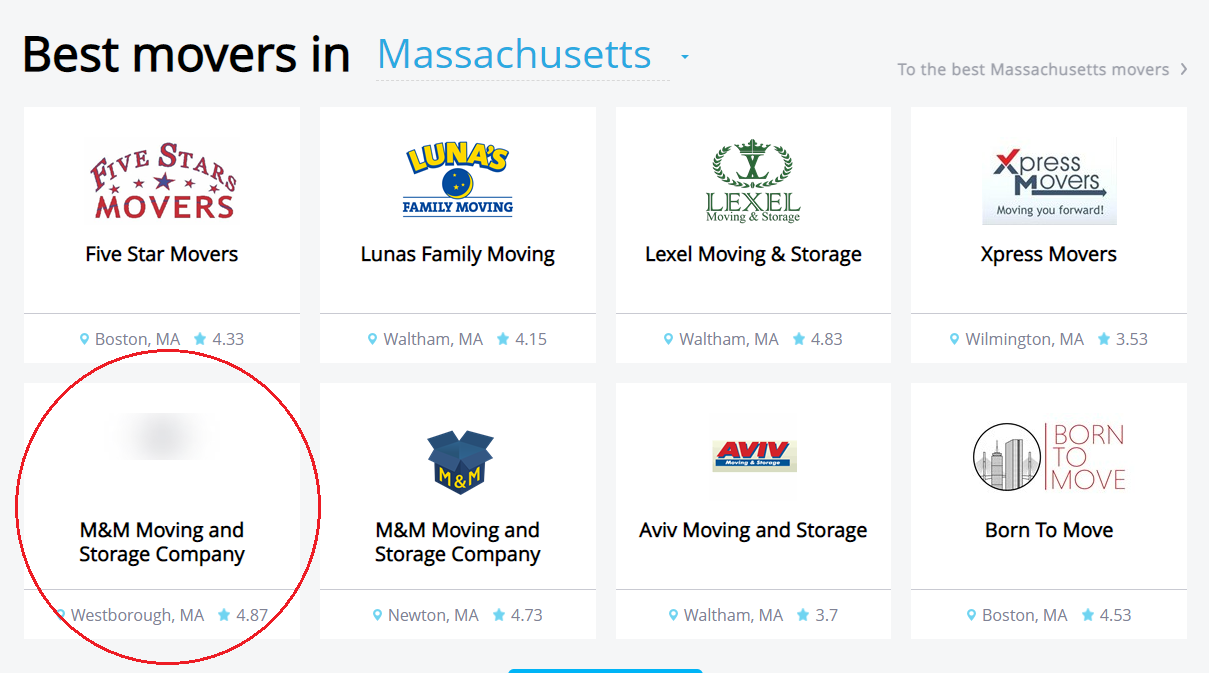 Best movers in Massachusetts
To the best Massachusetts movers
FIVE STARS
MOVERS
Five Star Movers
Boston, MA 4.33
LUNA'S
FAMILY MOVING
Lunas Family Moving
Waltham, MA 4.15
LEXEL
Moving & Storage
Lexel Moving & Storage
Waltham, MA 4.83
Xpress
Movers
Moving you forward!
Xpress Movers
Wilmington, MA 3.53
M&M Moving and
Storage Company
Westborough, MA 4.87
M&M
M&M Moving and
Storage Company
Newton, MA 4.73
AVIV
Moving & Storage
Aviv Moving and Storage
Waltham, MA 3.7
BORN
TO
MOVE
Born To Move
Boston, MA 4.53